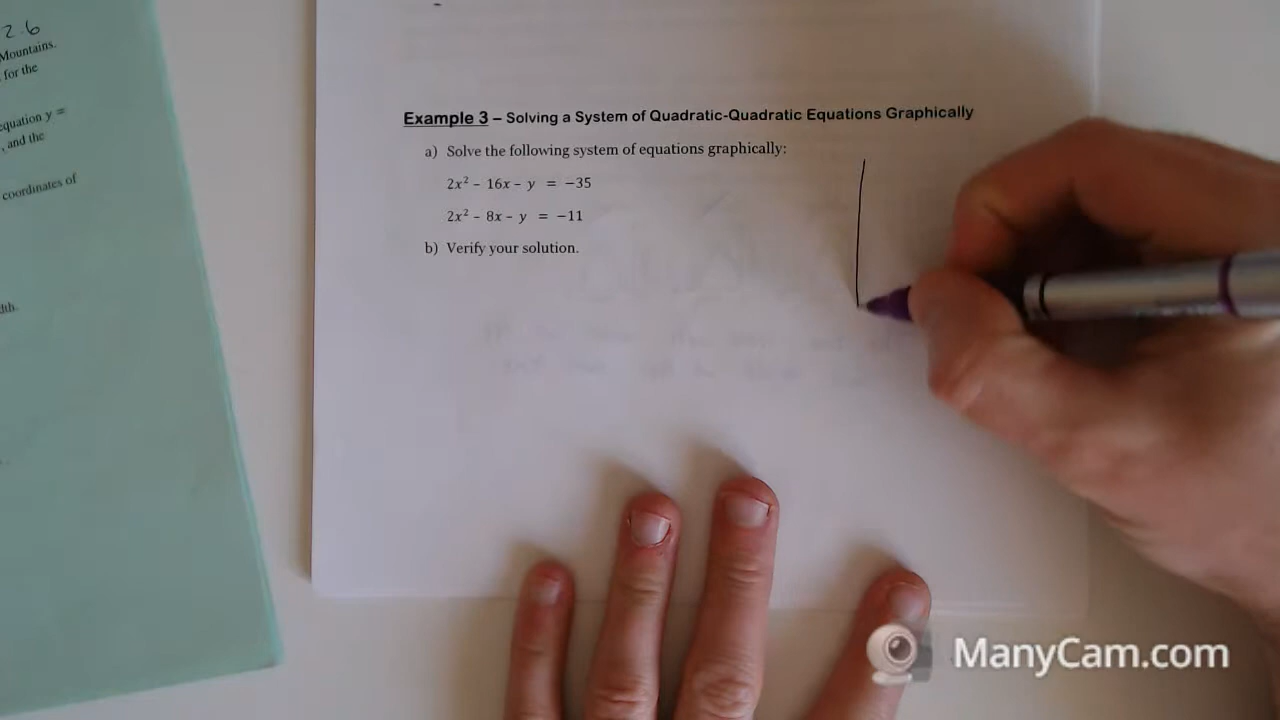 2.6
Mountains.
for the
equation y =
, and the
coordinates of
dth.
Example 3 – Solving a System of Quadratic-Quadratic Equations Graphically
a) Solve the following system of equations graphically:
2x² – 16x – y = –35
2x² – 8x – y = –11
b) Verify your solution.
ManyCam.com